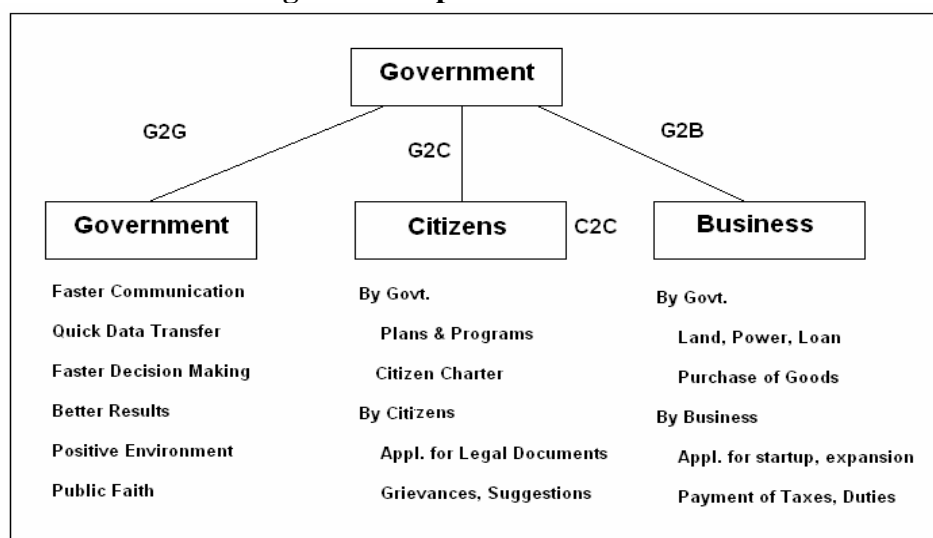 Government
G2G
G2C
G2B
Government
Citizens
C2C
Business
Faster Communication
Quick Data Transfer
Faster Decision Making
Better Results
Positive Environment
Public Faith
By Govt.
Plans & Programs
Citizen Charter
By Citizens
Appl. for Legal Documents
Grievances, Suggestions
By Govt.
Land, Power, Loan
Purchase of Goods
By Business
Appl. for startup, expansion
Payment of Taxes, Duties